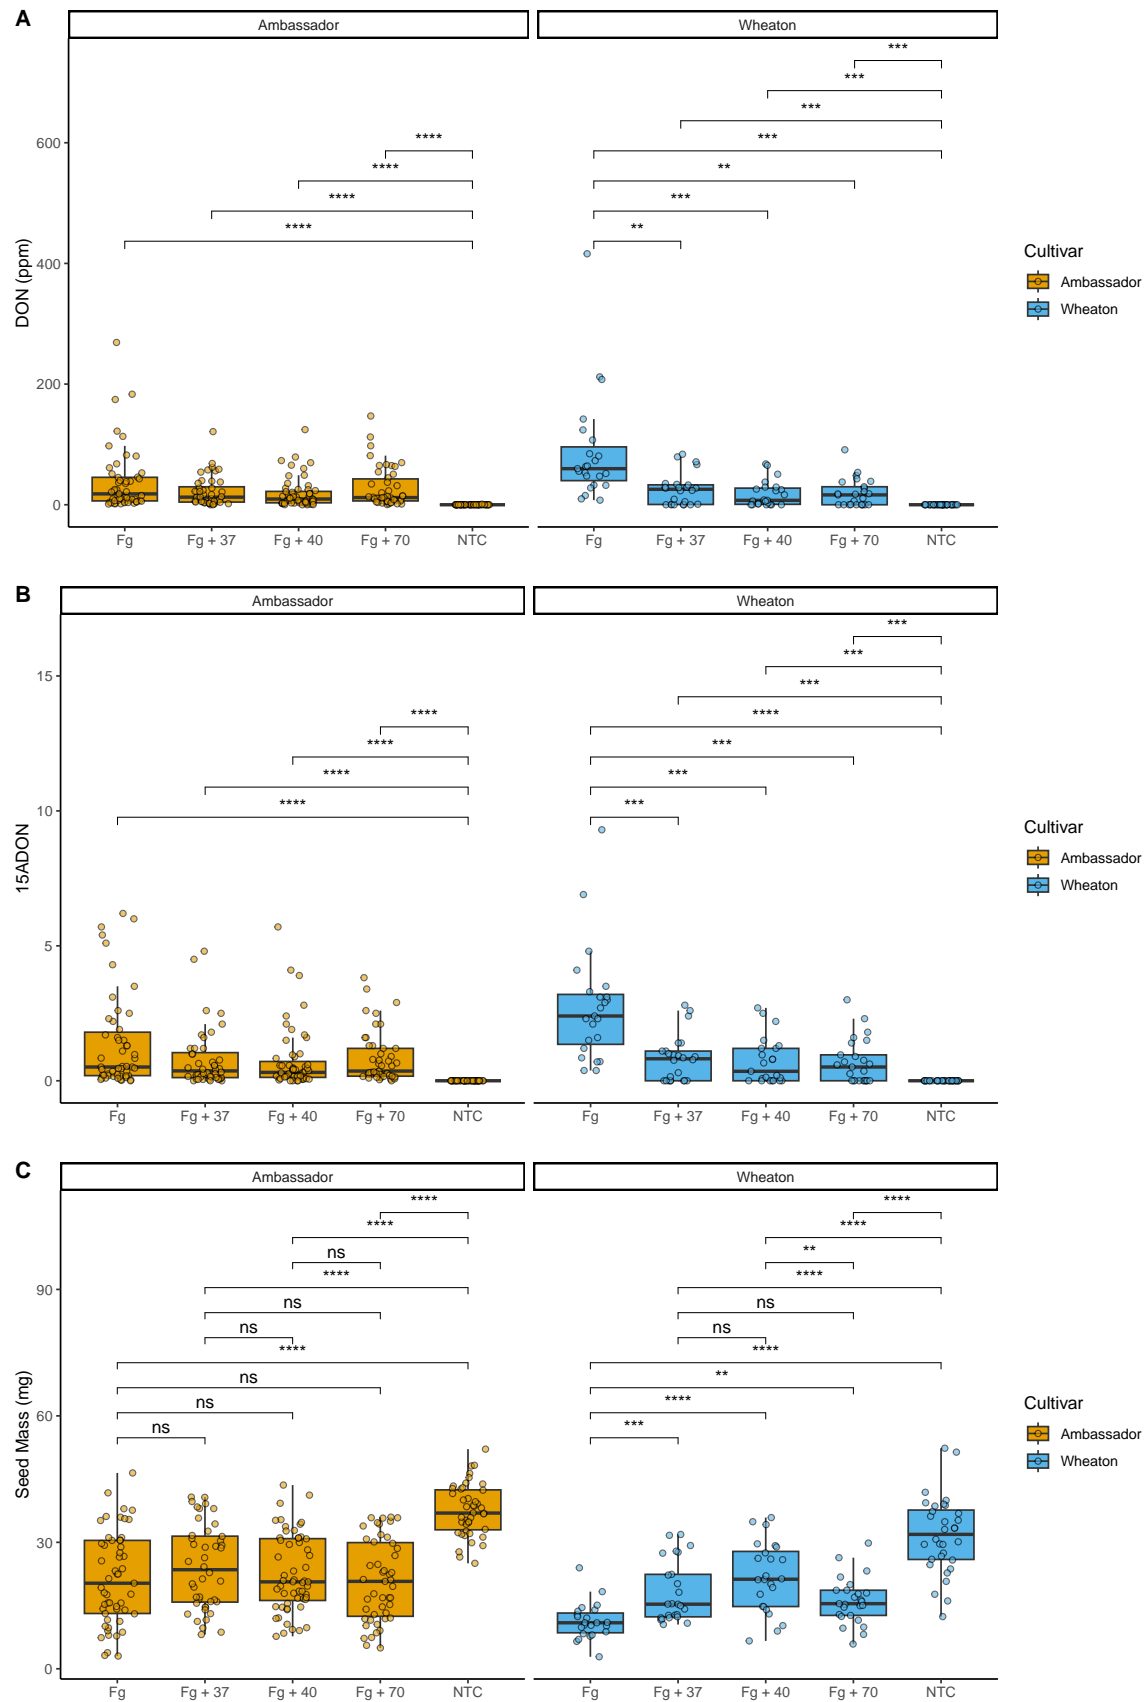 A
Ambassador
Wheaton
***
***
***
***
**
***
**
****
****
****
****
DON (ppm)
600
400
200
0
Fg
Fg + 37
Fg + 40
Fg + 70
NTC
Fg
Fg + 37
Fg + 40
Fg + 70
NTC
Cultivar
Ambassador
Wheaton
B
Ambassador
Wheaton
***
***
***
****
***
***
***
****
****
****
****
15ADON
15
10
5
0
Fg
Fg + 37
Fg + 40
Fg + 70
NTC
Fg
Fg + 37
Fg + 40
Fg + 70
NTC
Cultivar
Ambassador
Wheaton
C
Ambassador
Wheaton
****
****
ns
****
ns
ns
****
ns
ns
ns
****
****
**
****
ns
ns
****
**
****
***
Seed Mass (mg)
90
60
30
0
Fg
Fg + 37
Fg + 40
Fg + 70
NTC
Fg
Fg + 37
Fg + 40
Fg + 70
NTC
Cultivar
Ambassador
Wheaton